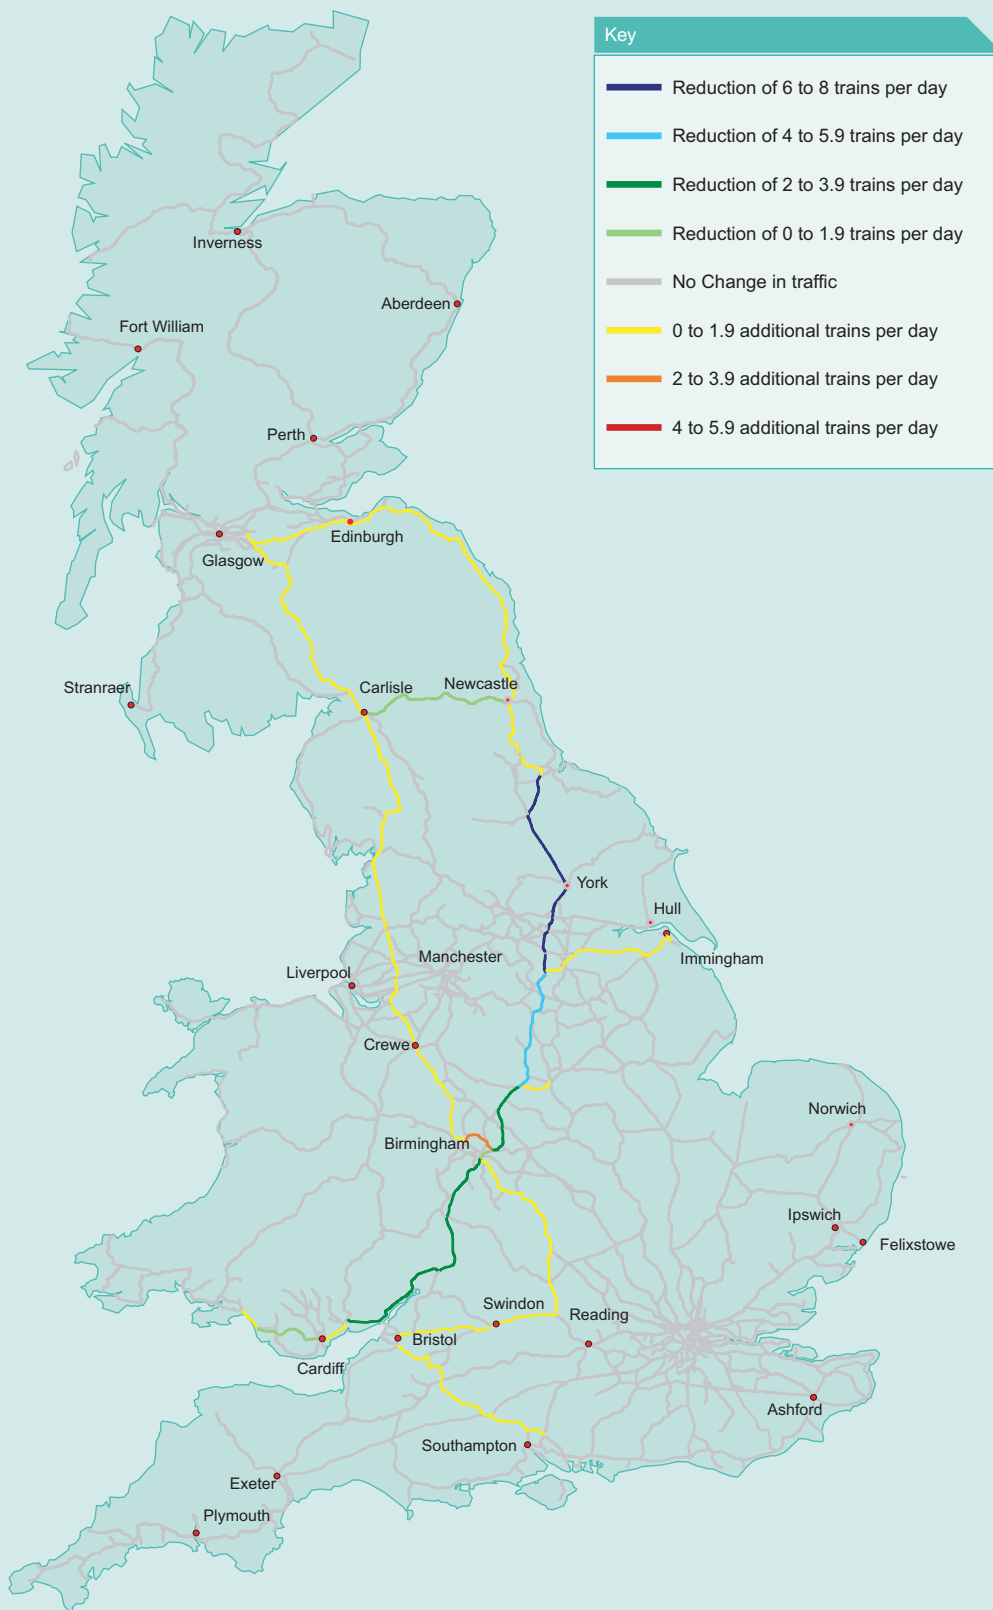 Key
Reduction of 6 to 8 trains per day
Reduction of 4 to 5.9 trains per day
Reduction of 2 to 3.9 trains per day
Reduction of 0 to 1.9 trains per day
No Change in traffic
0 to 1.9 additional trains per day
2 to 3.9 additional trains per day
4 to 5.9 additional trains per day
Inverness
Aberdeen
Fort William
Perth
Edinburgh
Glasgow
Stranraer
Carlisle
Newcastle
York
Hull
Manchester
Immingham
Liverpool
Crewe
Norwich
Birmingham
Ipswich
Felixstowe
Swindon
Reading
Bristol
Cardiff
Ashford
Southampton
Exeter
Plymouth